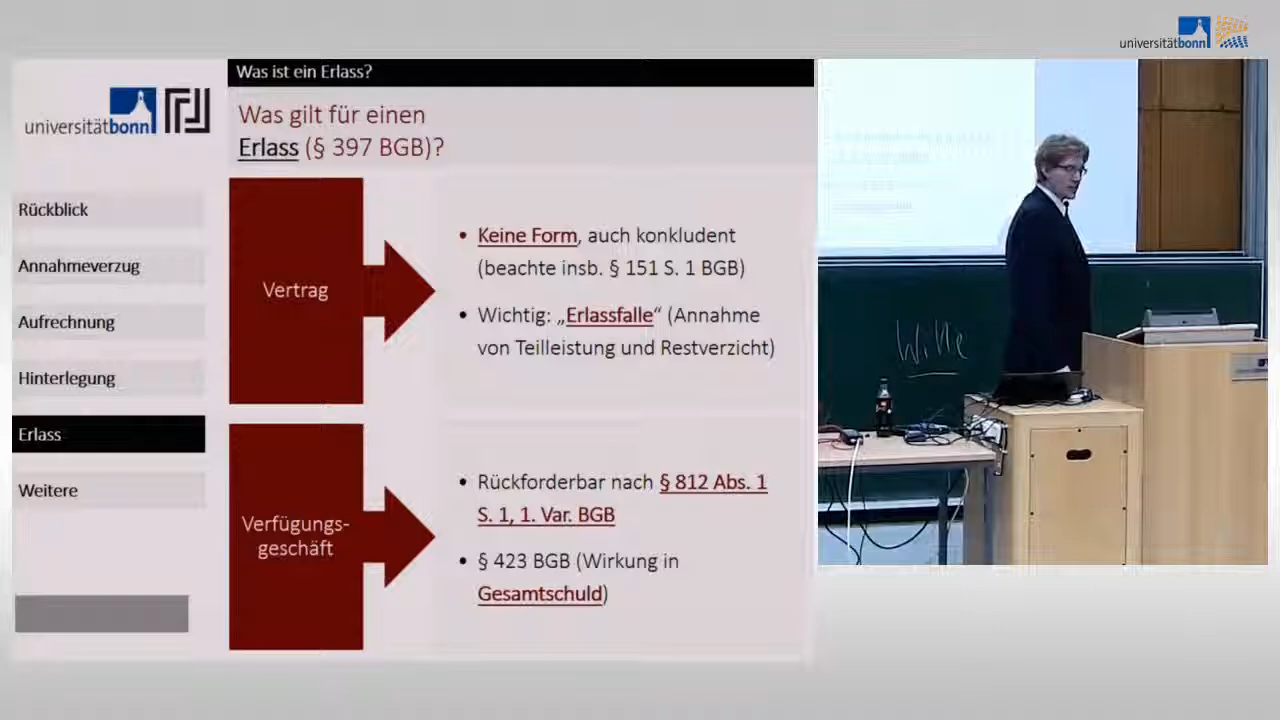 universitätbonn
Was ist ein Erlass?
universitätbonn
Was gilt für einen
Erlass (§ 397 BGB)?
Rückblick
Annahmeverzug
Aufrechnung
Hinterlegung
Erlass
Weitere
Vertrag
• Keine Form, auch konkludent
(beachte insb. § 151 S. 1 BGB)
• Wichtig: „Erlassfalle“ (Annahme
von Teilleistung und Restverzicht)
Verfügungs-
geschäft
• Rückforderbar nach § 812 Abs. 1
S. 1, 1. Var. BGB
• § 423 BGB (Wirkung in
Gesamtschuld)
Wille